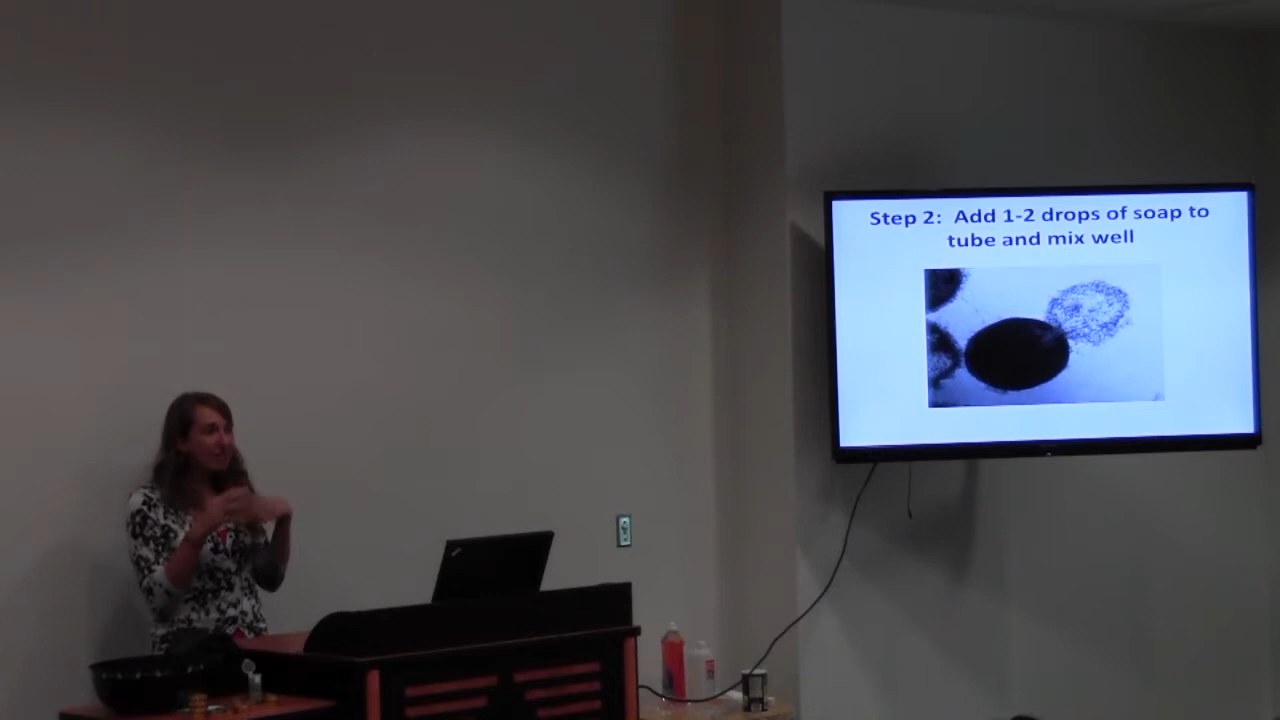 Step 2:  Add 1-2 drops of soap to
tube and mix well